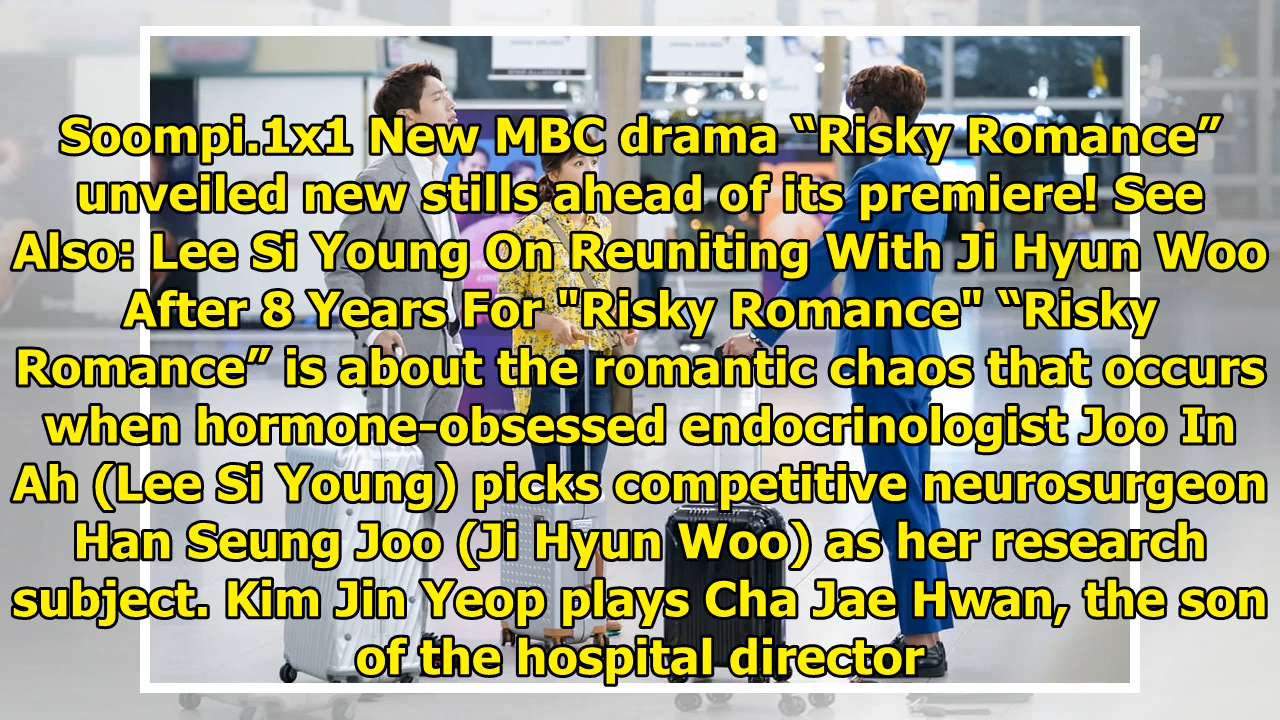 Soompi.1x1 New MBC drama “Risky Romance”
unveiled new stills ahead of its premiere! See
Also: Lee Si Young On Reuniting With Ji Hyun Woo
After 8 Years For "Risky Romance" “Risky
Romance” is about the romantic chaos that occurs
when hormone-obsessed endocrinologist Joo In
Ah (Lee Si Young) picks competitive neurosurgeon
Han Seung Joo (Ji Hyun Woo) as her research
subject. Kim Jin Yeop plays Cha Jae Hwan, the son
of the hospital director